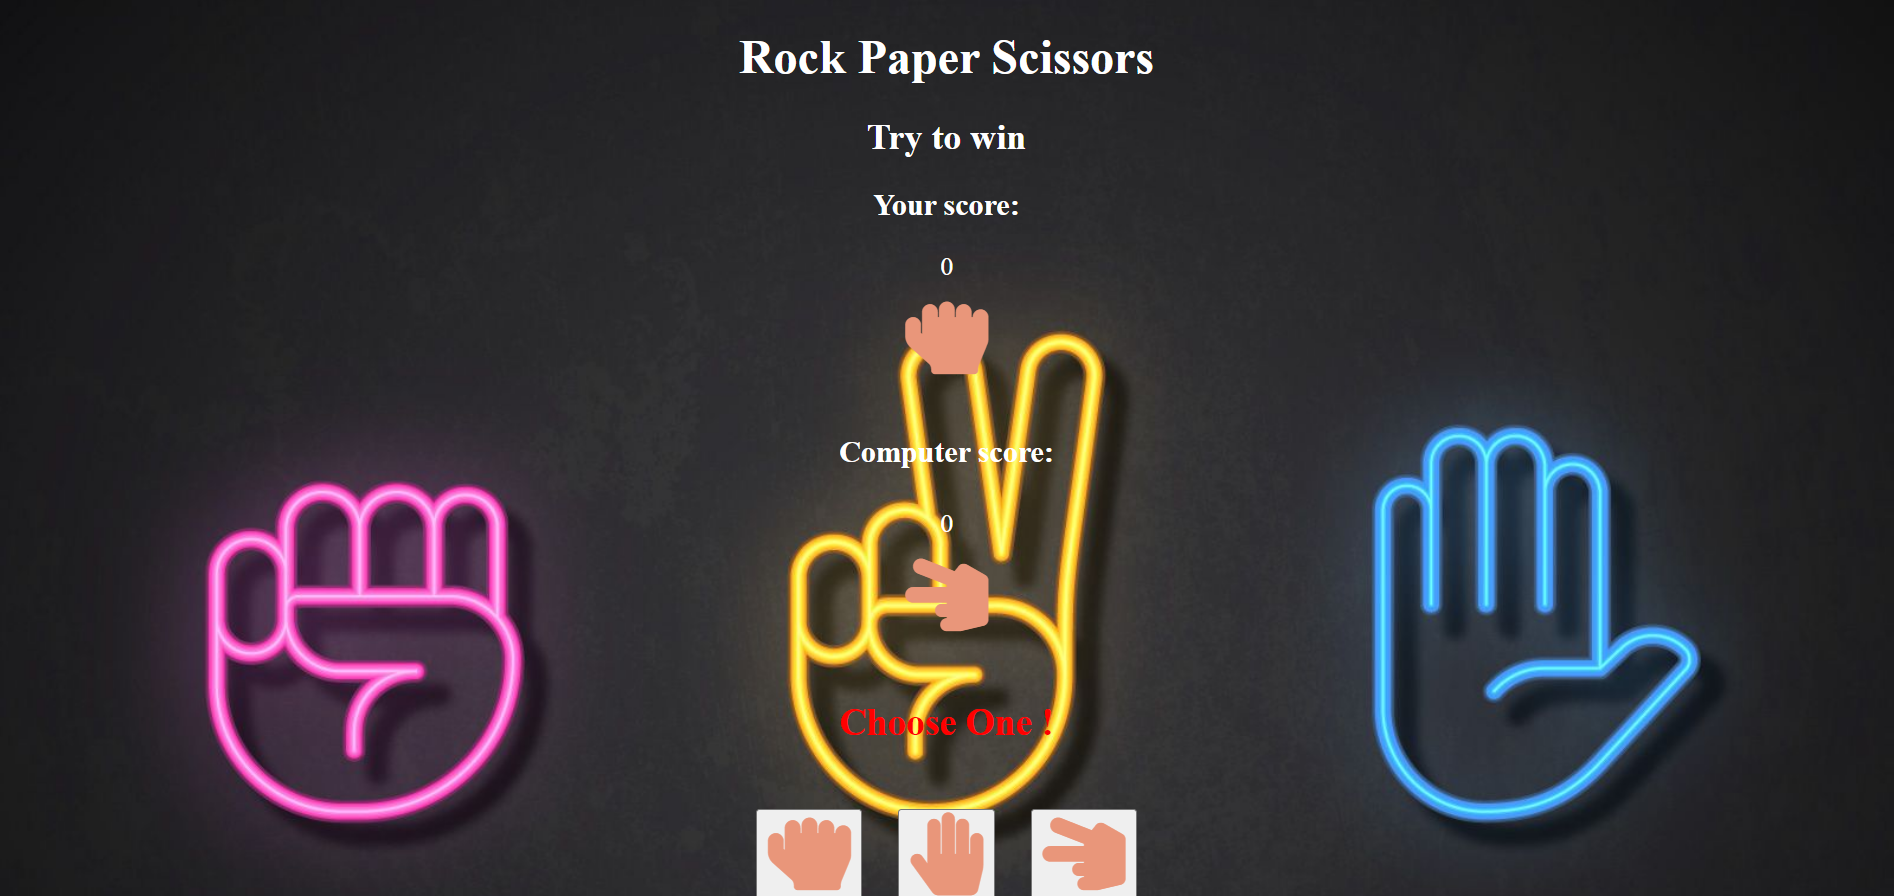 Rock Paper Scissors
Try to win
Your score:
0
Computer score:
0
Choose One !